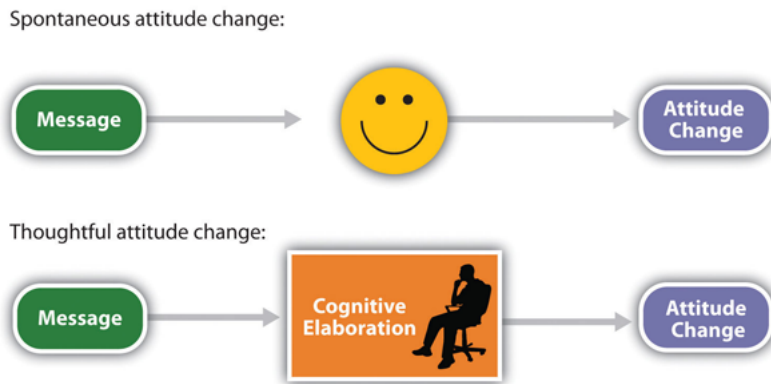 Spontaneous attitude change:
Message
Attitude
Change
Thoughtful attitude change:
Message
Cognitive
Elaboration
Attitude
Change